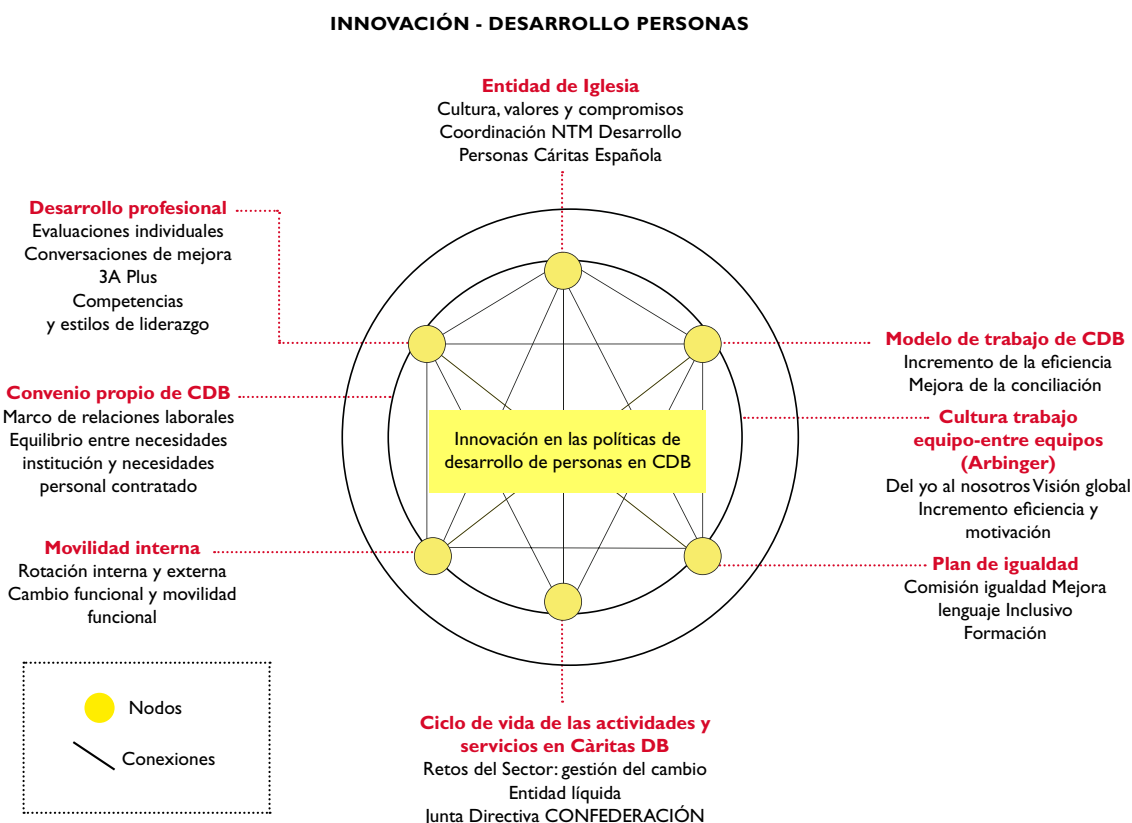 INNOVACIÓN - DESARROLLO PERSONAS
Entidad de Iglesia
Cultura, valores y compromisos
Coordinación NTM Desarrollo
Personas Cáritas Española
Desarrollo profesional
Evaluaciones individuales
Conversaciones de mejora
3A Plus
Competencias
y estilos de liderazgo
Convenio propio de CDB
Marco de relaciones laborales
Equilibrio entre necesidades
institución y necesidades
personal contratado
Movilidad interna
Rotación interna y externa
Cambio funcional y movilidad
funcional
Innovación en las políticas de
desarrollo de personas en CDB
Modelo de trabajo de CDB
Incremento de la eficiencia
Mejora de la conciliación
Cultura trabajo
equipo-entre equipos
(Arbinger)
Del yo al nosotros Visión global
Incremento eficiencia y
motivación
Plan de igualdad
Comisión igualdad Mejora
lenguaje Inclusivo
Formación
Ciclo de vida de las actividades y
servicios en Càritas DB
Retos del Sector: gestión del cambio
Entidad líquida
Junta Directiva CONFEDERACIÓN
Nodos
Conexiones